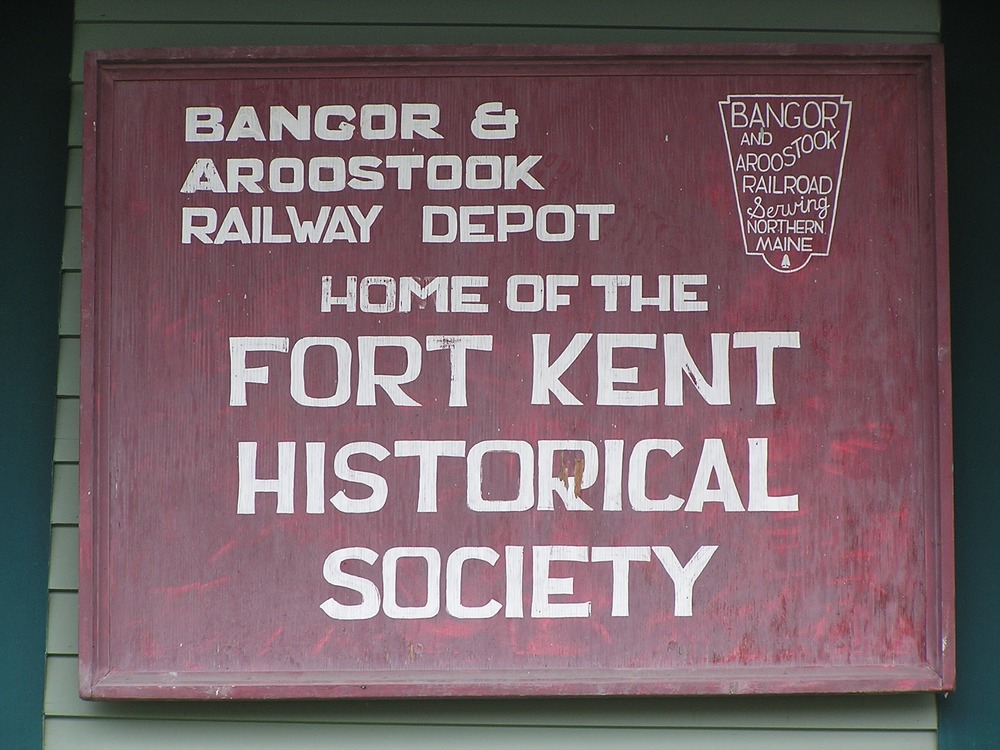 BANGOR &
AROOSTOOK
RAILWAY DEPOT
HOME OF THE
FORT KENT
HISTORICAL
SOCIETY
BANGOR
AND
AROOSTOOK
RAILROAD
Serving
NORTHERN
MAINE